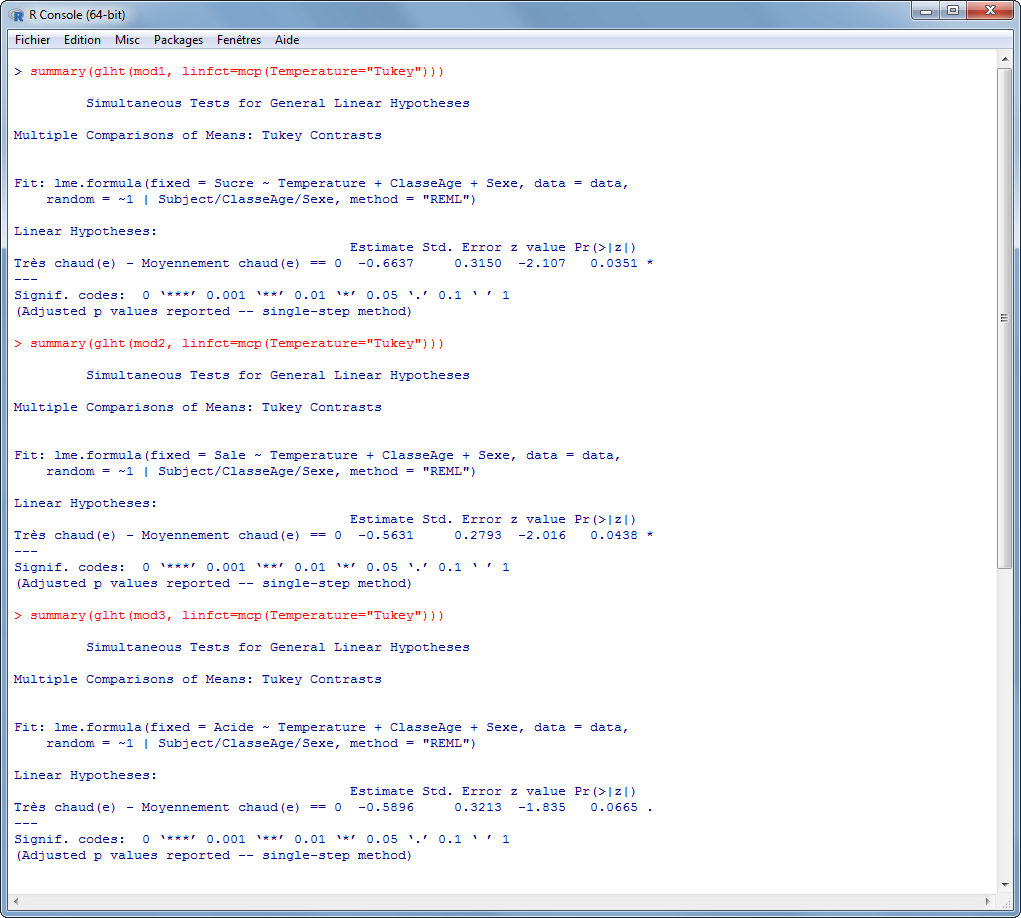 R Console (64-bit)
Fichier Edition Misc Packages Fenêtres Aide
> summary(glht(mod1, linfct=mcp(Temperature="Tukey")))
Simultaneous Tests for General Linear Hypotheses
Multiple Comparisons of Means: Tukey Contrasts
Fit: lme.formula(fixed = Sucre ~ Temperature + ClasseAge + Sexe, data = data,
random = ~1 | Subject/ClasseAge/Sexe, method = "REML")
Linear Hypotheses:
Estimate Std. Error z value Pr(>|z|)
Très chaud(e) - Moyennement chaud(e) == 0 -0.6637 0.3150 -2.107 0.0351 *
---
Signif. codes: 0 ‘***’ 0.001 ‘**’ 0.01 ‘*’ 0.05 ‘.’ 0.1 ‘ ’ 1
(Adjusted p values reported -- single-step method)
> summary(glht(mod2, linfct=mcp(Temperature="Tukey")))
Simultaneous Tests for General Linear Hypotheses
Multiple Comparisons of Means: Tukey Contrasts
Fit: lme.formula(fixed = Sale ~ Temperature + ClasseAge + Sexe, data = data,
random = ~1 | Subject/ClasseAge/Sexe, method = "REML")
Linear Hypotheses:
Estimate Std. Error z value Pr(>|z|)
Très chaud(e) - Moyennement chaud(e) == 0 -0.5631 0.2793 -2.016 0.0438 *
---
Signif. codes: 0 ‘***’ 0.001 ‘**’ 0.01 ‘*’ 0.05 ‘.’ 0.1 ‘ ’ 1
(Adjusted p values reported -- single-step method)
> summary(glht(mod3, linfct=mcp(Temperature="Tukey")))
Simultaneous Tests for General Linear Hypotheses
Multiple Comparisons of Means: Tukey Contrasts
Fit: lme.formula(fixed = Acide ~ Temperature + ClasseAge + Sexe, data = data,
random = ~1 | Subject/ClasseAge/Sexe, method = "REML")
Linear Hypotheses:
Estimate Std. Error z value Pr(>|z|)
Très chaud(e) - Moyennement chaud(e) == 0 -0.5896 0.3213 -1.835 0.0665 .
---
Signif. codes: 0 ‘***’ 0.001 ‘**’ 0.01 ‘*’ 0.05 ‘.’ 0.1 ‘ ’ 1
(Adjusted p values reported -- single-step method)